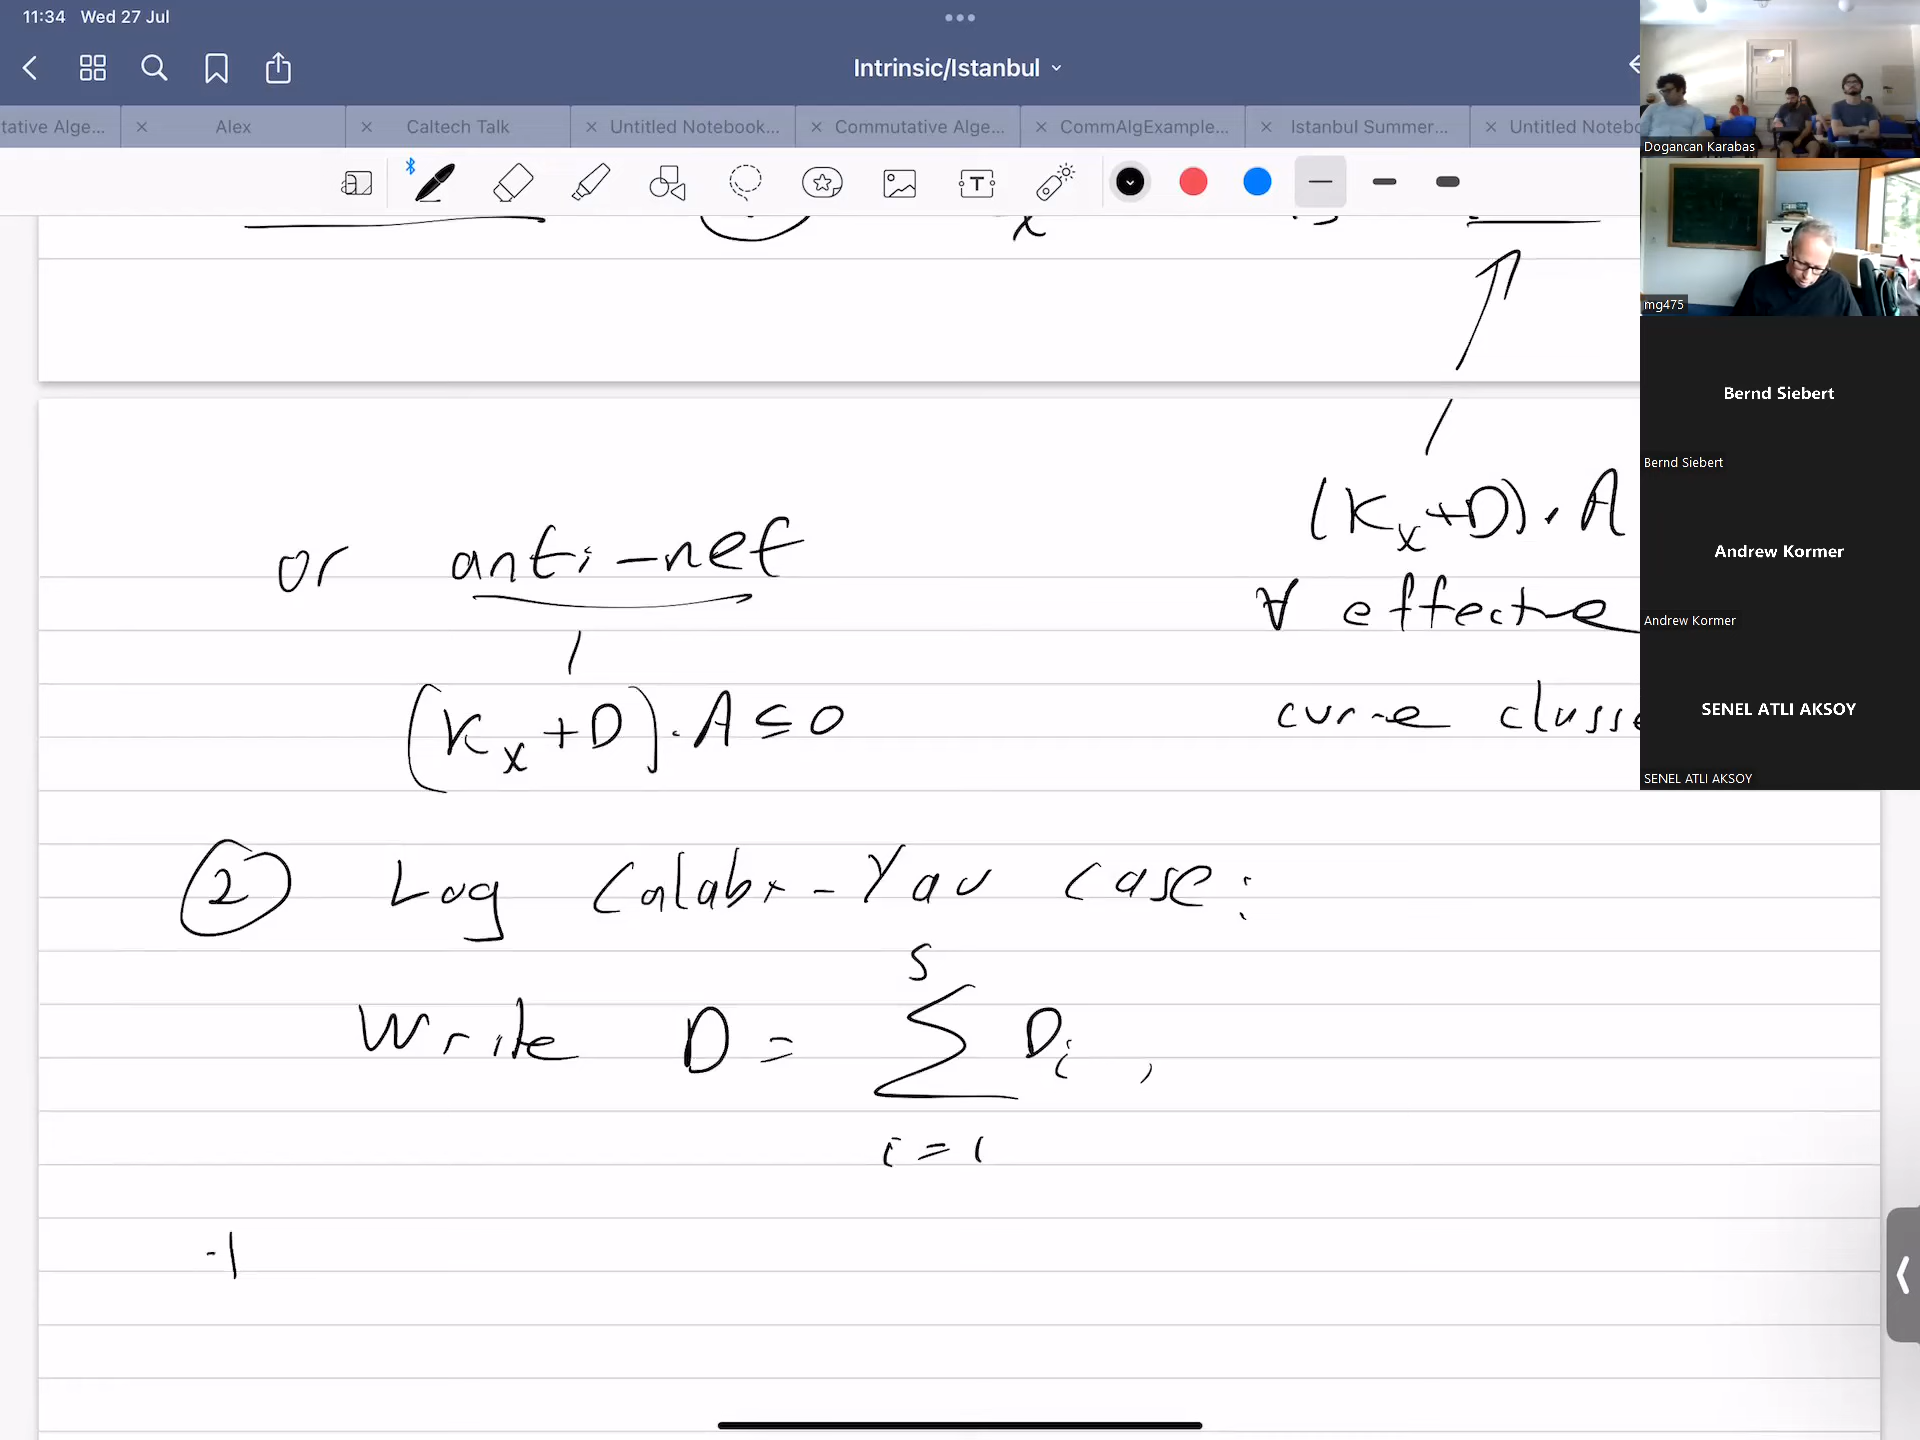 11:34 Wed 27 Jul
Intrinsic/Istanbul
tative Alge...
Alex
Caltech Talk
Untitled Notebook...
Commutative Alge...
CommAlgExample...
Istanbul Summer...
Untitled Notebo
Dogancan Karabas
mg475
Bernd Siebert
Bernd Siebert
Andrew Kormer
Andrew Kormer
SENEL ATLI AKSOY
SENEL ATLI AKSOY
or anti-nef
(K_X+D).A≤0
(K_X+D).A
∀ effective
curve classe
② Log Calabi-Yau case:
Write D = ∑_{i=1}^{s} D_i ,
-1